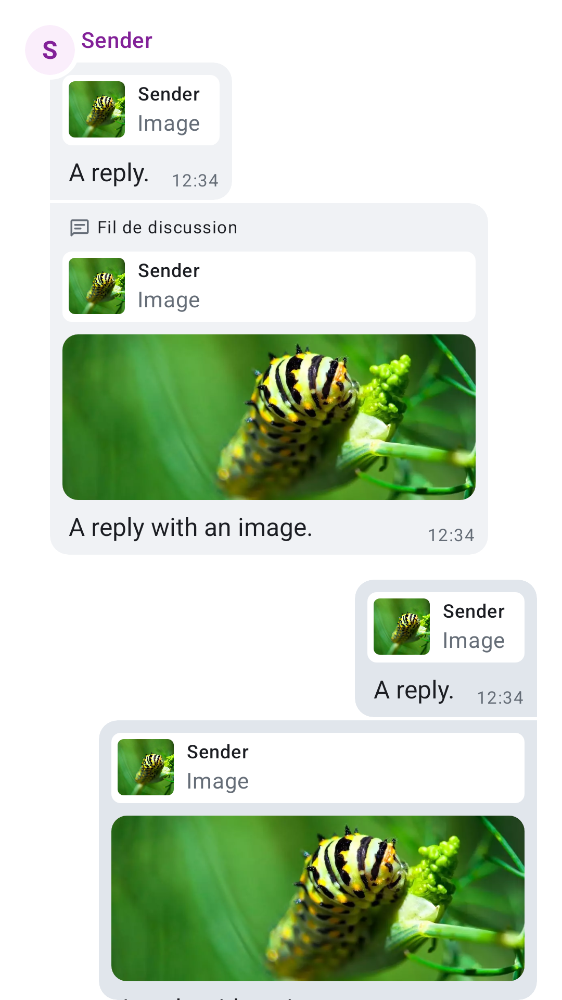 S
Sender
Sender
Image
A reply.
12:34
Fil de discussion
Sender
Image
A reply with an image.
12:34
Sender
Image
A reply.
12:34
Sender
Image